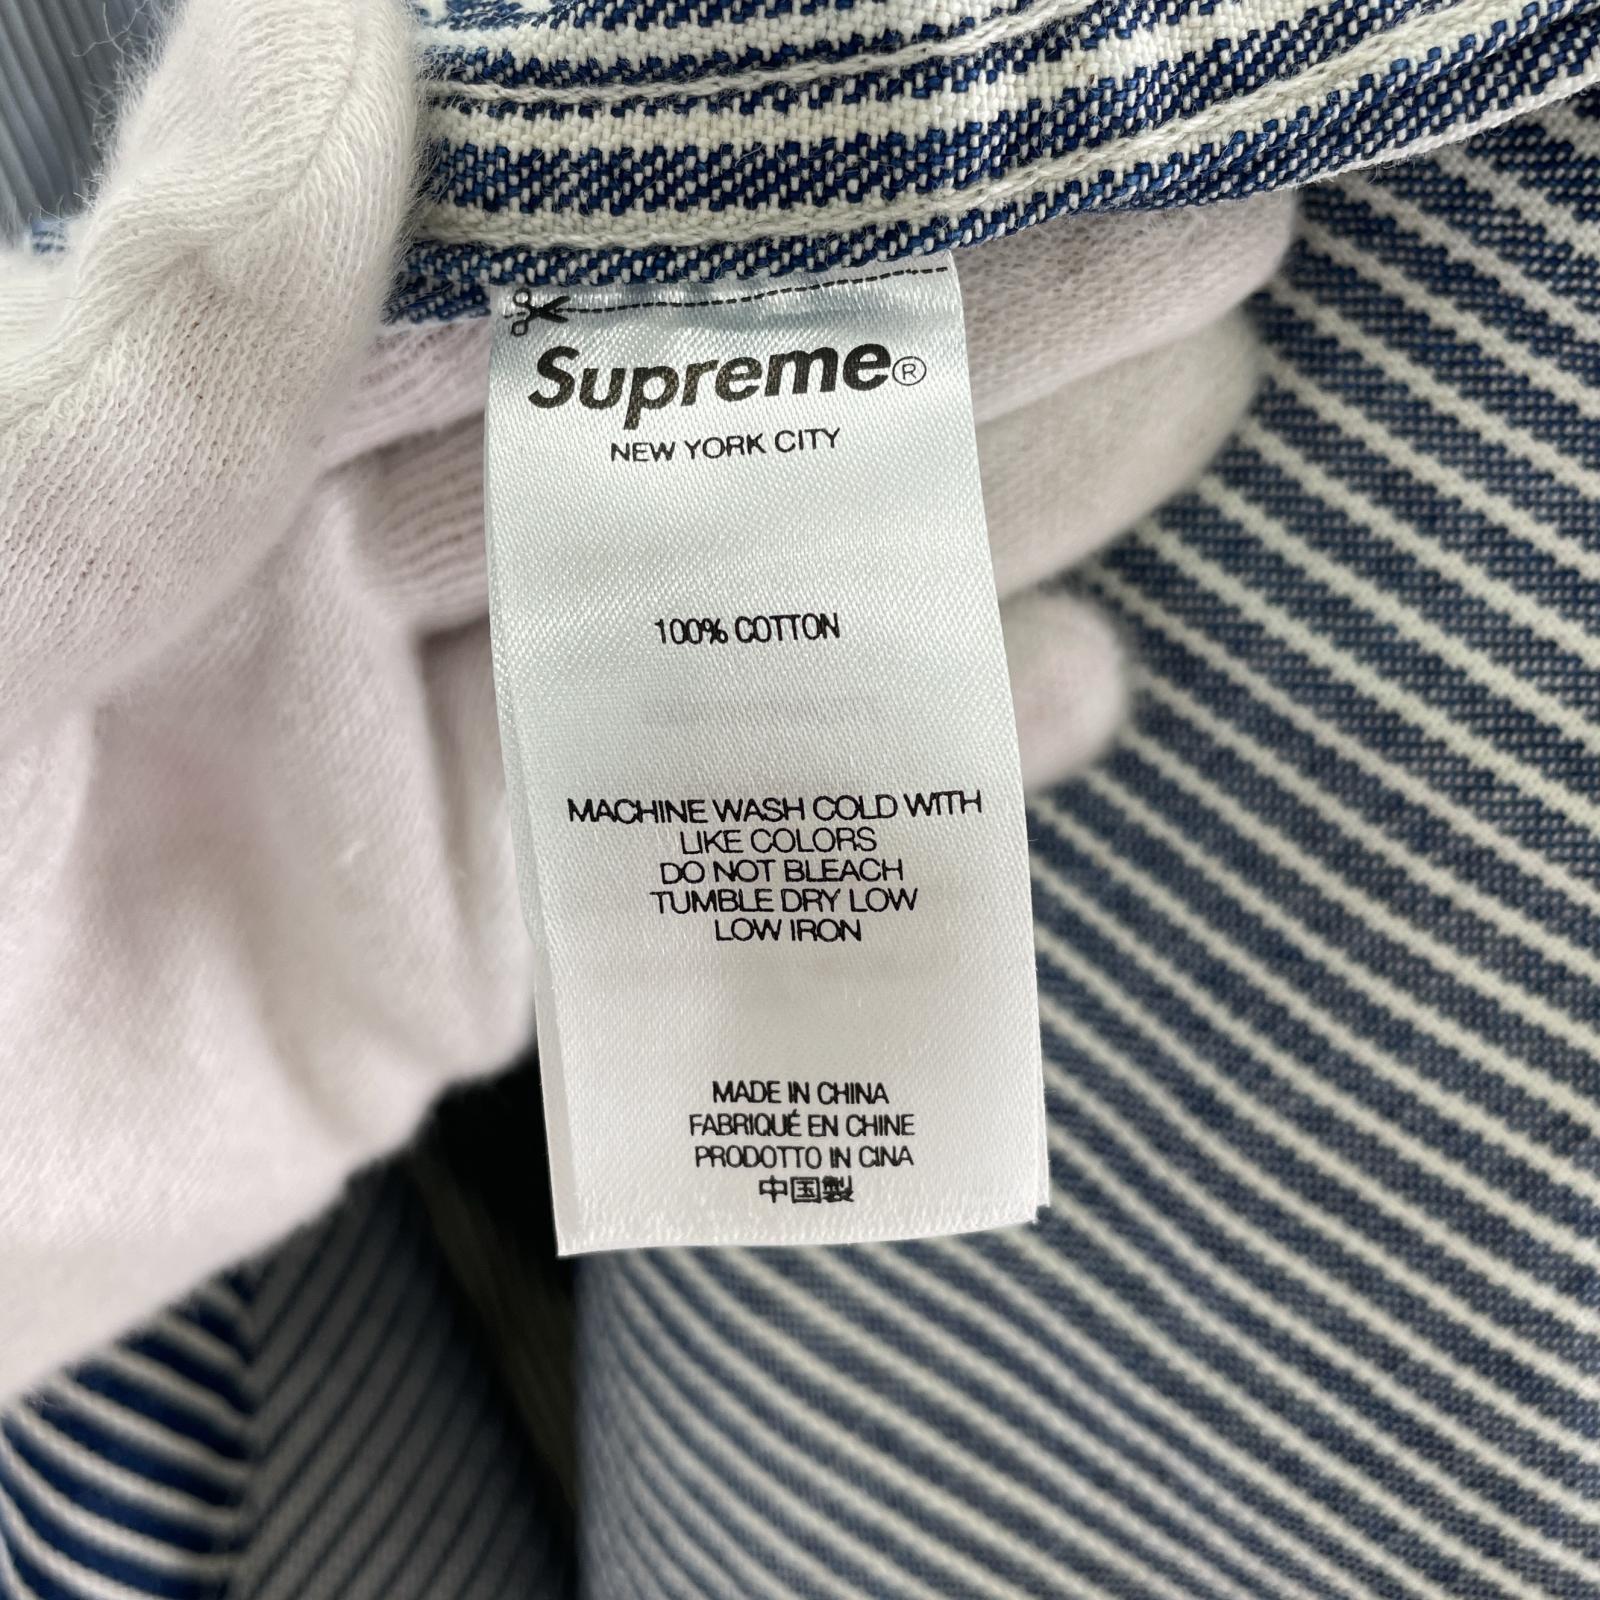 Supreme®
NEW YORK CITY
100% COTTON
MACHINE WASH COLD WITH
LIKE COLORS
DO NOT BLEACH
TUMBLE DRY LOW
LOW IRON
MADE IN CHINA
FABRIQUÉ EN CHINE
PRODOTTO IN CINA
中国製